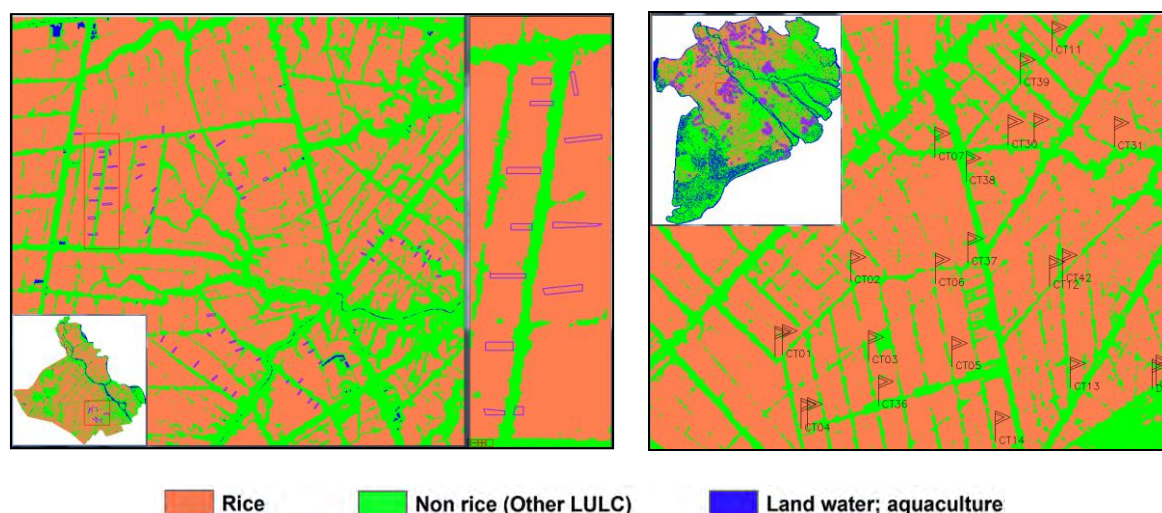 CT11
CT39
CT30
CT31
CT07
CT38
CT37
CT02
CT06
CT42
CT12
CT01
CT03
CT05
CT13
CT36
CT04
CT14
Rice
Non rice (Other LULC)
Land water; aquaculture